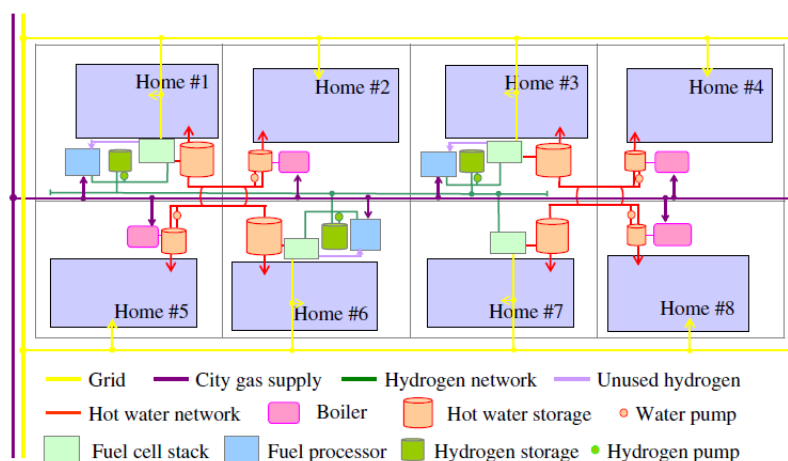 Home #1
Home #2
Home #3
Home #4
Home #5
Home #6
Home #7
Home #8
Grid City gas supply Hydrogen network Unused hydrogen
Hot water network Boiler Hot water storage Water pump
Fuel cell stack Fuel processor Hydrogen storage Hydrogen pump